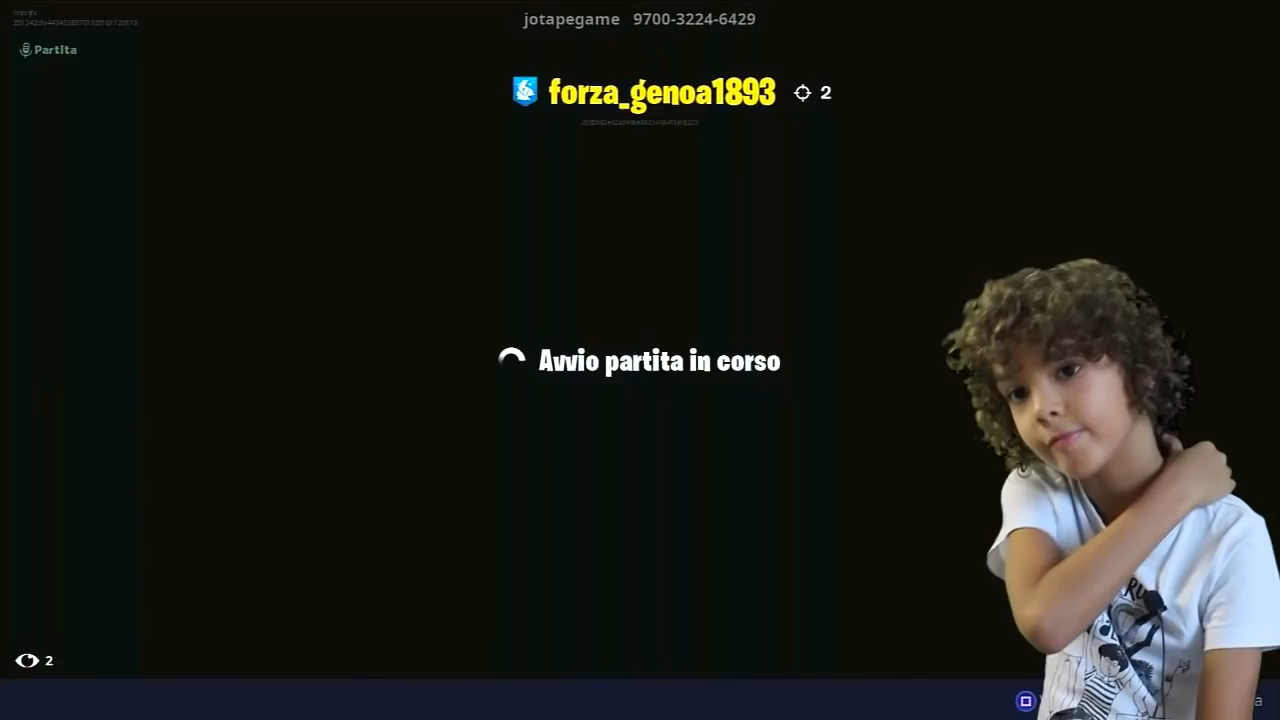 jotapegame 9700-3224-6429
Partita
forza_genoa1893 2
Avvio partita in corso
2